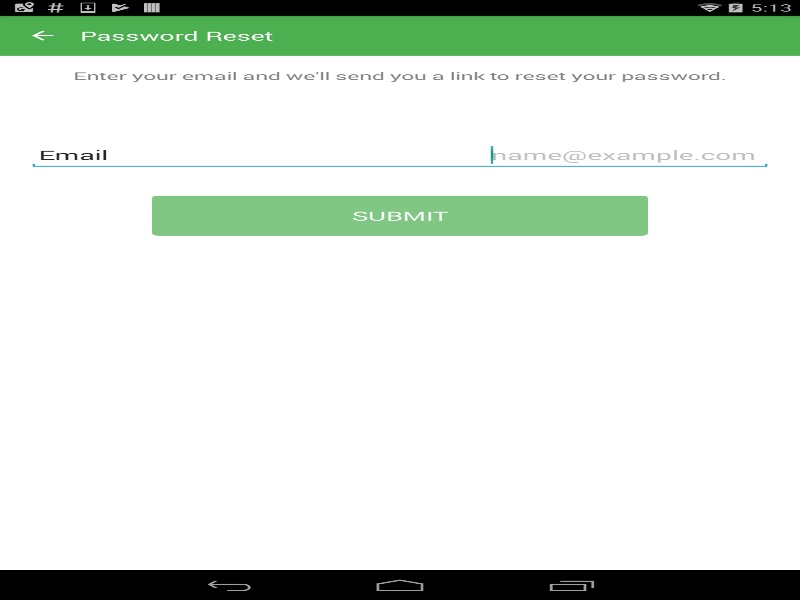 5:13
Password Reset
Enter your email and we'll send you a link to reset your password.
Email name@example.com
SUBMIT